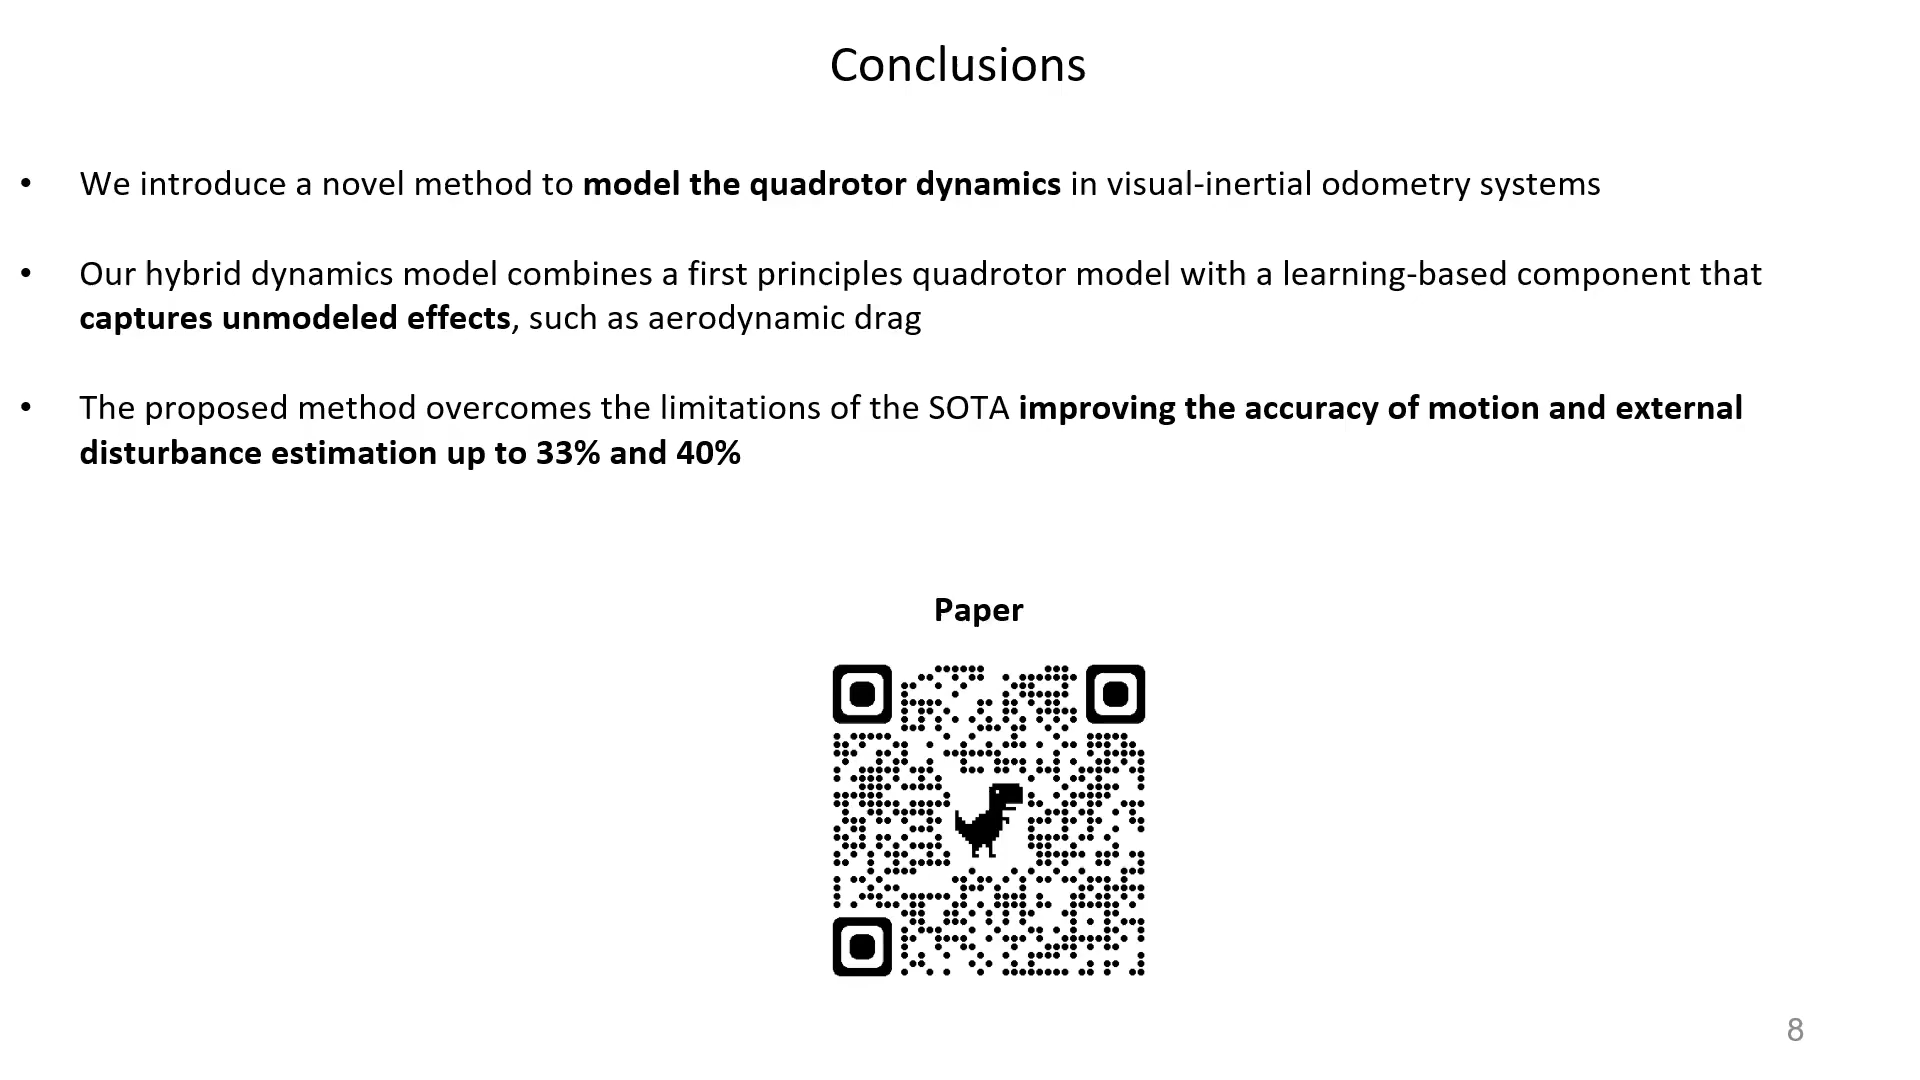 Conclusions
• We introduce a novel method to model the quadrotor dynamics in visual-inertial odometry systems
• Our hybrid dynamics model combines a first principles quadrotor model with a learning-based component that
captures unmodeled effects, such as aerodynamic drag
• The proposed method overcomes the limitations of the SOTA improving the accuracy of motion and external
disturbance estimation up to 33% and 40%
Paper
8